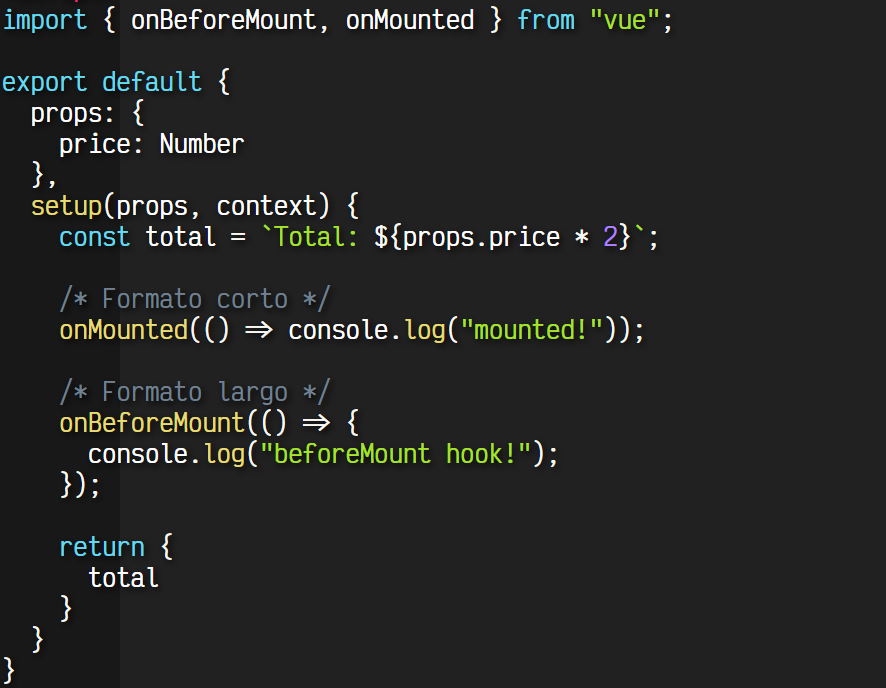 import { onBeforeMount, onMounted } from "vue";
export default {
props: {
price: Number
},
setup(props, context) {
const total = `Total: ${props.price * 2}`;
/* Formato corto */
onMounted(() => console.log("mounted!"));
/* Formato largo */
onBeforeMount(() => {
console.log("beforeMount hook!");
});
return {
total
}
}
}